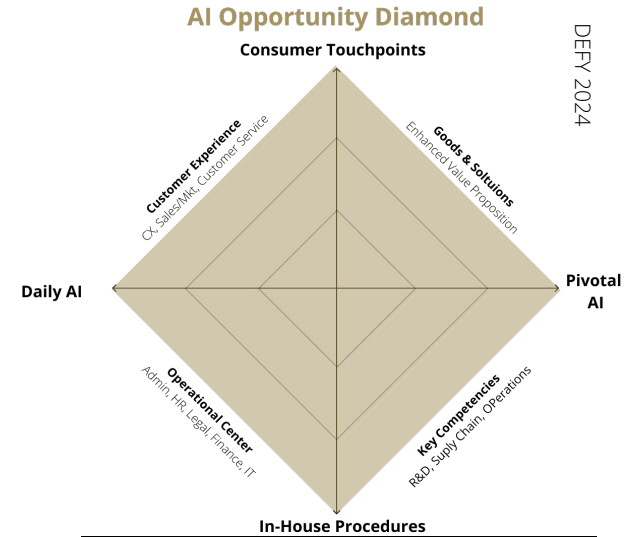 AI Opportunity Diamond
Consumer Touchpoints
DEFY 2024
Customer Experience
CX, Sales/Mkt, Customer Service
Goods & Soltuions
Enhanced Value Proposition
Daily AI
Pivotal
AI
Operational Center
Admin, HR, Legal, Finance, IT
Key Competencies
R&D, Suply Chain, OPerations
In-House Procedures